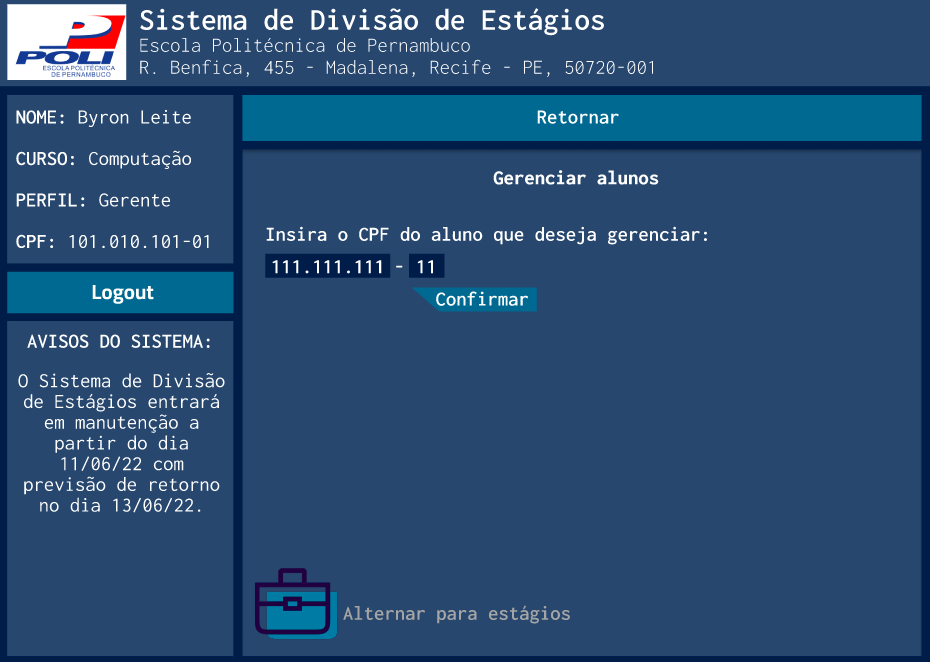 POLI
ESCOLA POLITÉCNICA
DE PERNAMBUCO
Sistema de Divisão de Estágios
Escola Politécnica de Pernambuco
R. Benfica, 455 - Madalena, Recife - PE, 50720-001
NOME: Byron Leite
CURSO: Computação
PERFIL: Gerente
CPF: 101.010.101-01
Logout
AVISOS DO SISTEMA:
O Sistema de Divisão
de Estágios entrará
em manutenção a
partir do dia
11/06/22 com
previsão de retorno
no dia 13/06/22.
Retornar
Gerenciar alunos
Insira o CPF do aluno que deseja gerenciar:
111.111.111 - 11
Confirmar
Alternar para estágios